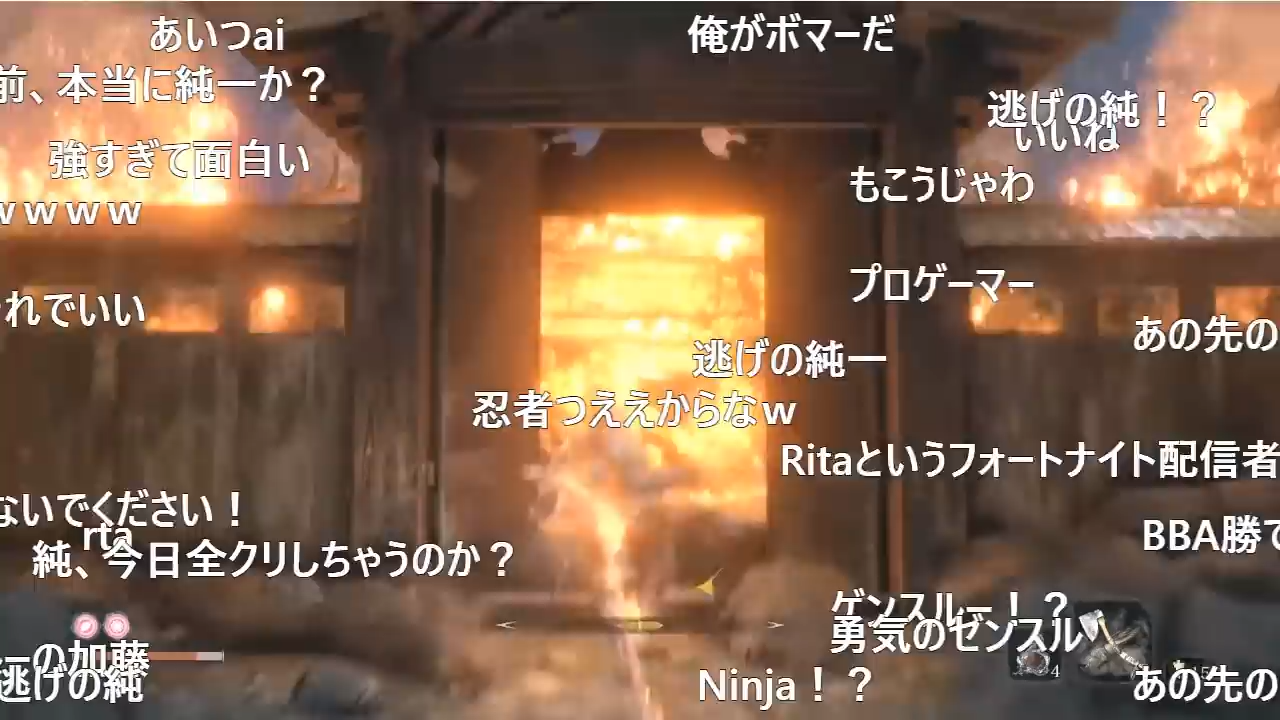 あいつai
俺がボマーだ
前、本当に純一か？
逃げの純！？
いいね
強すぎて面白い
もこうじゃわ
ｗｗｗｗ
プロゲーマー
れでいい
あの先の
逃げの純一
忍者つええからなｗ
Ritaというフォートナイト配信者
ないでください！
rta
BBA勝て
純、今日全クリしちゃうのか？
ゲンスルー！？
勇気のゼンスル
ーの加藤
4
15
逃げの純
Ninja！？
あの先の